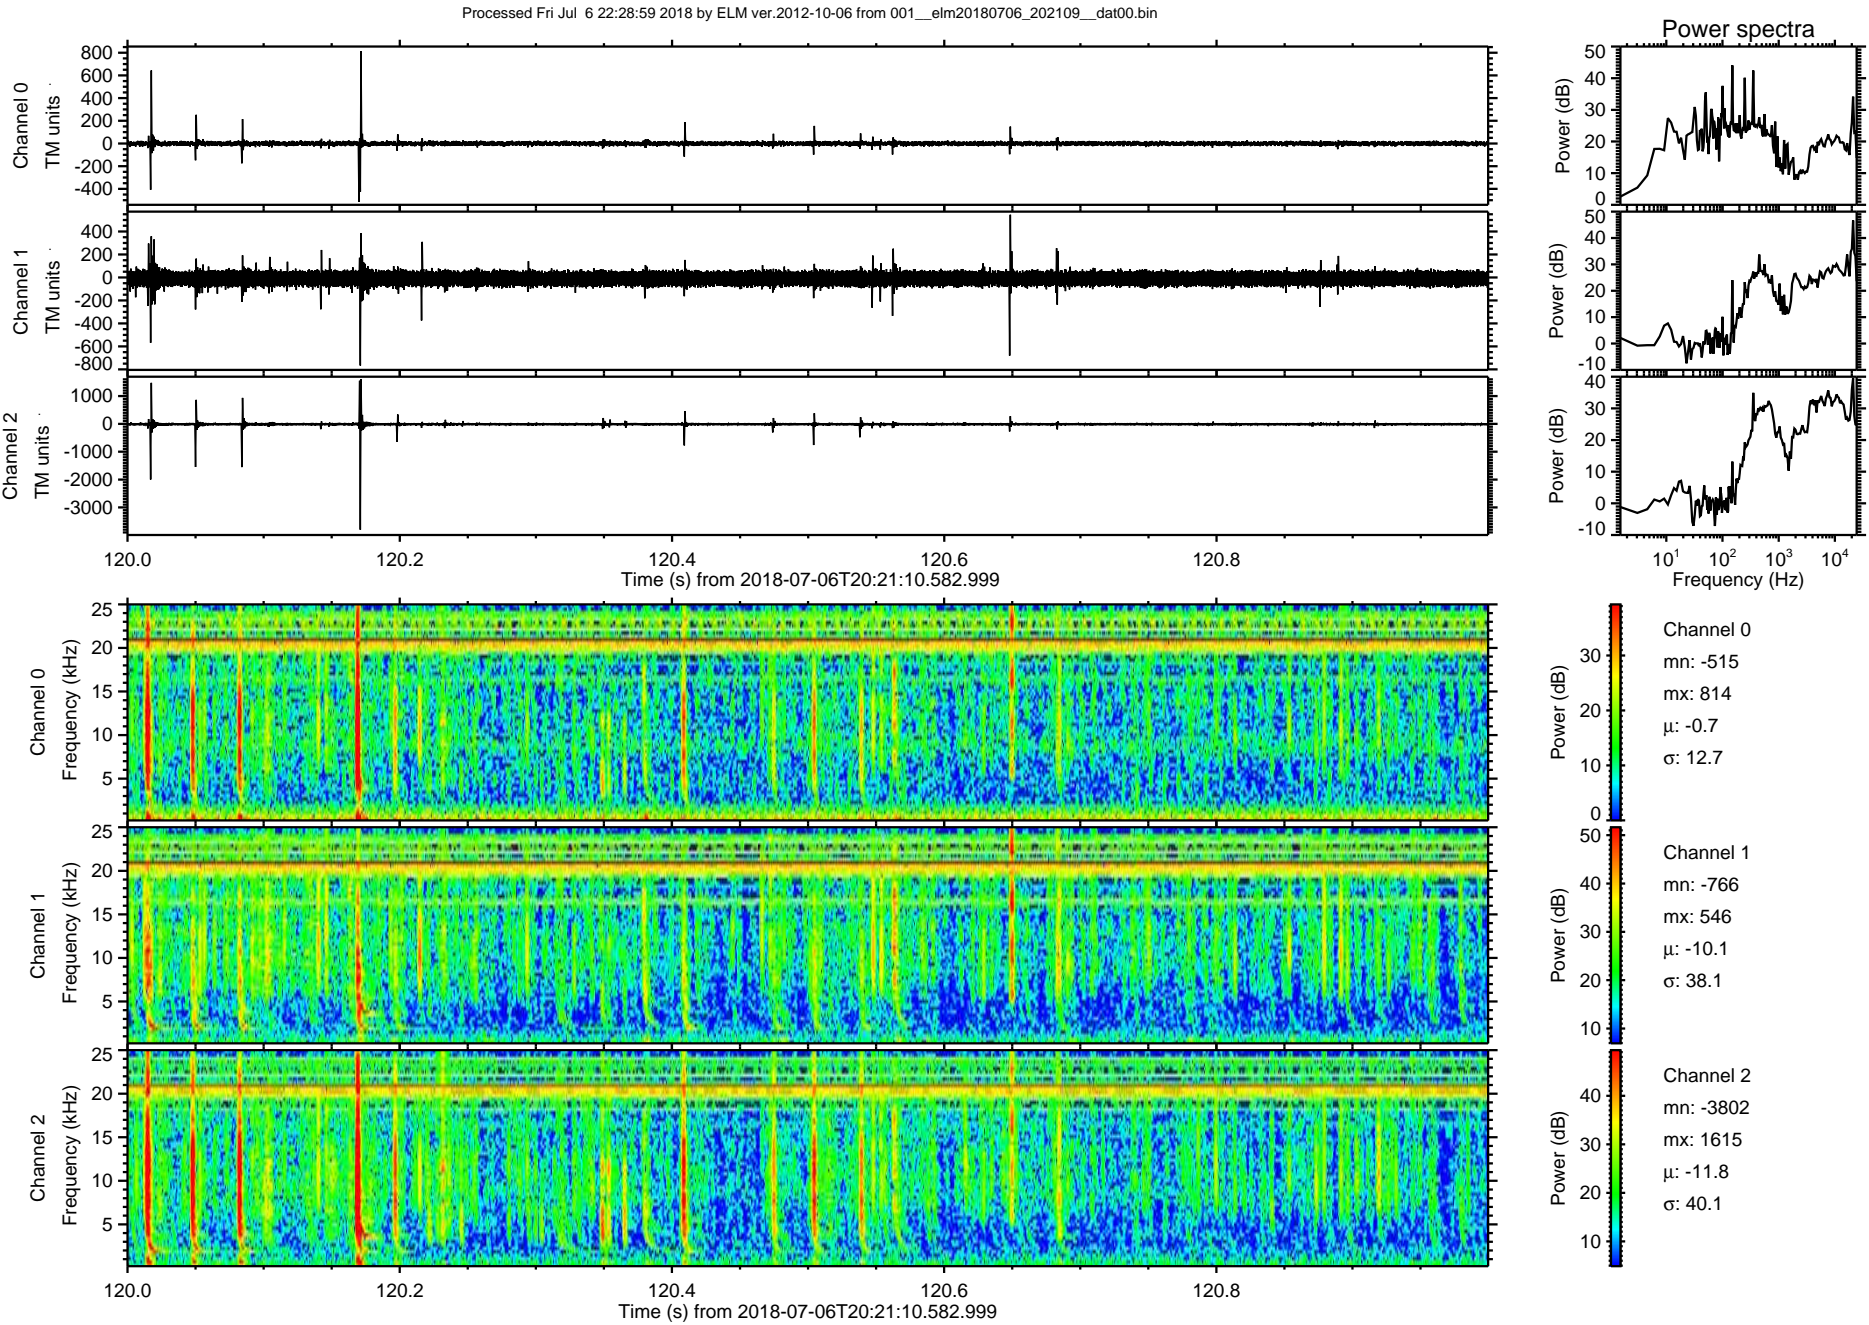 Processed Fri Jul  6 22:28:59 2018 by ELM ver.2012-10-06 from 001__elm20180706_202109__dat00.bin
Power spectra
Channel 0
TM units
800
600
400
200
0
-200
-400
Power (dB)
50
40
30
20
10
0
Channel 1
TM units
400
200
0
-200
-400
-600
-800
Power (dB)
50
40
30
20
10
0
-10
Channel 2
TM units
1000
0
-1000
-2000
-3000
Power (dB)
40
30
20
10
0
-10
120.0 120.2 120.4 120.6 120.8
Time (s) from 2018-07-06T20:21:10.582.999
10¹ 10² 10³ 10⁴
Frequency (Hz)
Channel 0
Frequency (kHz)
25
20
15
10
5
Power (dB)
30
20
10
0
Channel 0
mn: -515
mx: 814
μ: -0.7
σ: 12.7
Channel 1
Frequency (kHz)
25
20
15
10
5
Power (dB)
50
40
30
20
10
Channel 1
mn: -766
mx: 546
μ: -10.1
σ: 38.1
Channel 2
Frequency (kHz)
25
20
15
10
5
Power (dB)
40
30
20
10
Channel 2
mn: -3802
mx: 1615
μ: -11.8
σ: 40.1
120.0 120.2 120.4 120.6 120.8
Time (s) from 2018-07-06T20:21:10.582.999